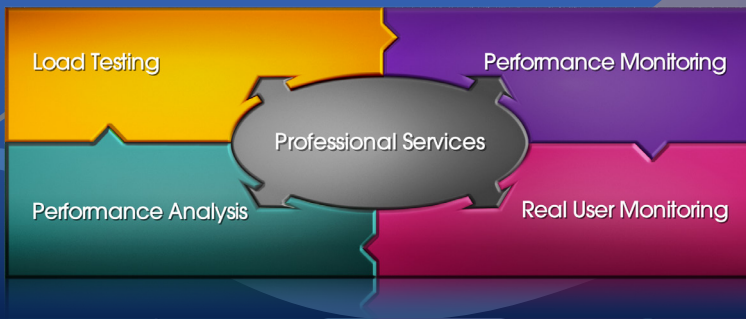 Load Testing
Performance Monitoring
Professional Services
Performance Analysis
Real User Monitoring